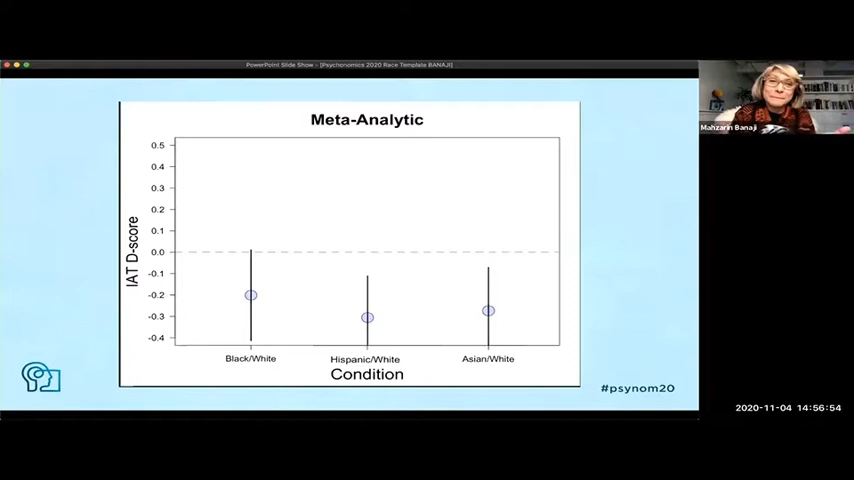 PowerPoint Slide Show - [Psychonomics 2020 Race Template BANAJI]
Meta-Analytic
0.5
0.4
0.3
0.2
0.1
0.0
-0.1
-0.2
-0.3
-0.4
IAT D-score
Black/White
Hispanic/White
Asian/White
Condition
#psynom20
Mahzarin Banaji
2020-11-04 14:56:54